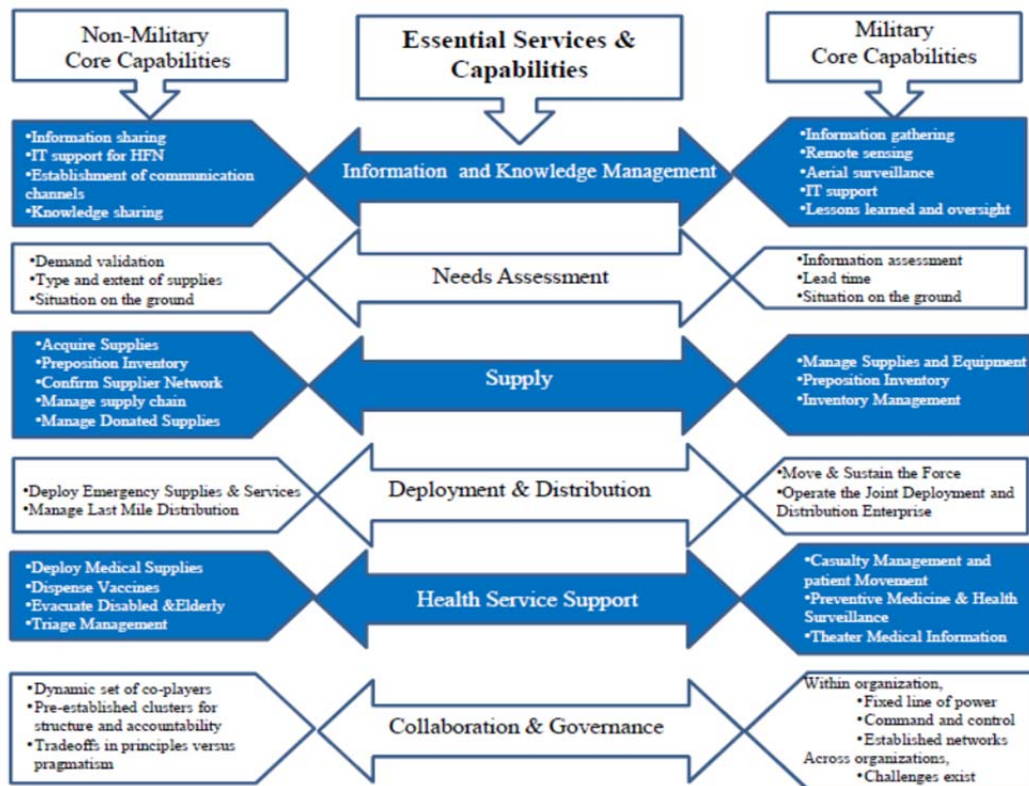 Non-Military
Core Capabilities
Essential Services &
Capabilities
Military
Core Capabilities
•Information sharing
•IT support for HFN
•Establishment of communication
channels
•Knowledge sharing
Information and Knowledge Management
•Information gathering
•Remote sensing
•Aerial surveillance
•IT support
•Lessons learned and oversight
•Demand validation
•Type and extent of supplies
•Situation on the ground
Needs Assessment
•Information assessment
•Lead time
•Situation on the ground
•Acquire Supplies
•Preposition Inventory
•Confirm Supplier Network
•Manage supply chain
•Manage Donated Supplies
Supply
•Manage Supplies and Equipment
•Preposition Inventory
•Inventory Management
•Deploy Emergency Supplies & Services
•Manage Last Mile Distribution
Deployment & Distribution
•Move & Sustain the Force
•Operate the Joint Deployment and
Distribution Enterprise
•Deploy Medical Supplies
•Dispense Vaccines
•Evacuate Disabled &Elderly
•Triage Management
Health Service Support
•Casualty Management and
patient Movement
•Preventive Medicine & Health
Surveillance
•Theater Medical Information
•Dynamic set of co-players
•Pre-established clusters for
structure and accountability
•Tradeoffs in principles versus
pragmatism
Collaboration & Governance
Within organization,
•Fixed line of power
•Command and control
•Established networks
Across organizations,
•Challenges exist